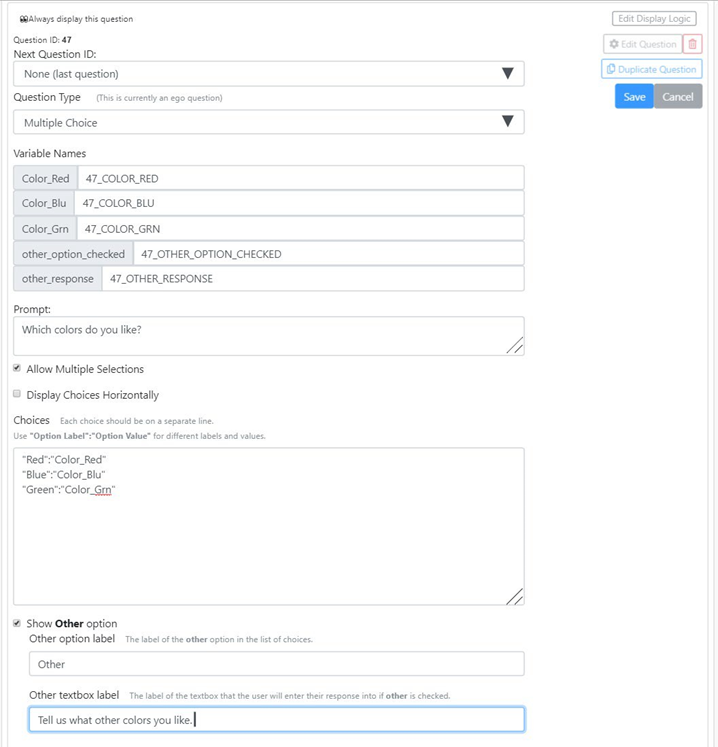 Always display this question
Edit Display Logic
Question ID: 47
Edit Question
Next Question ID:
None (last question)
Duplicate Question
Question Type (This is currently an ego question)
Save Cancel
Multiple Choice
Variable Names
Color_Red 47_COLOR_RED
Color_Blu 47_COLOR_BLU
Color_Grn 47_COLOR_GRN
other_option_checked 47_OTHER_OPTION_CHECKED
other_response 47_OTHER_RESPONSE
Prompt:
Which colors do you like?
Allow Multiple Selections
Display Choices Horizontally
Choices Each choice should be on a separate line.
Use "Option Label":"Option Value" for different labels and values.
"Red":"Color_Red"
"Blue":"Color_Blu"
"Green":"Color_Grn"
Show Other option
Other option label The label of the other option in the list of choices.
Other
Other textbox label The label of the textbox that the user will enter their response into if other is checked.
Tell us what other colors you like.